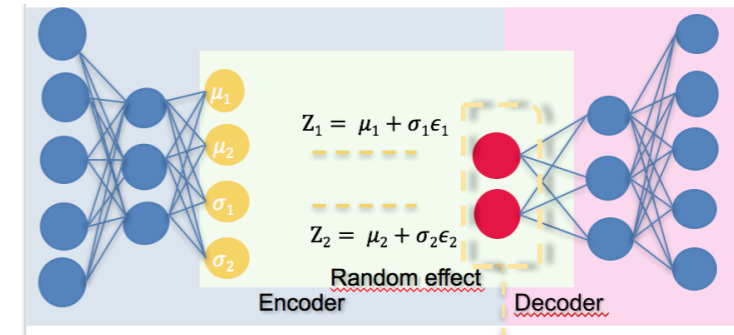 μ₁
μ₂
σ₁
σ₂
Z₁ = μ₁ + σ₁ϵ₁
Z₂ = μ₂ + σ₂ϵ₂
Random effect
Encoder
Decoder